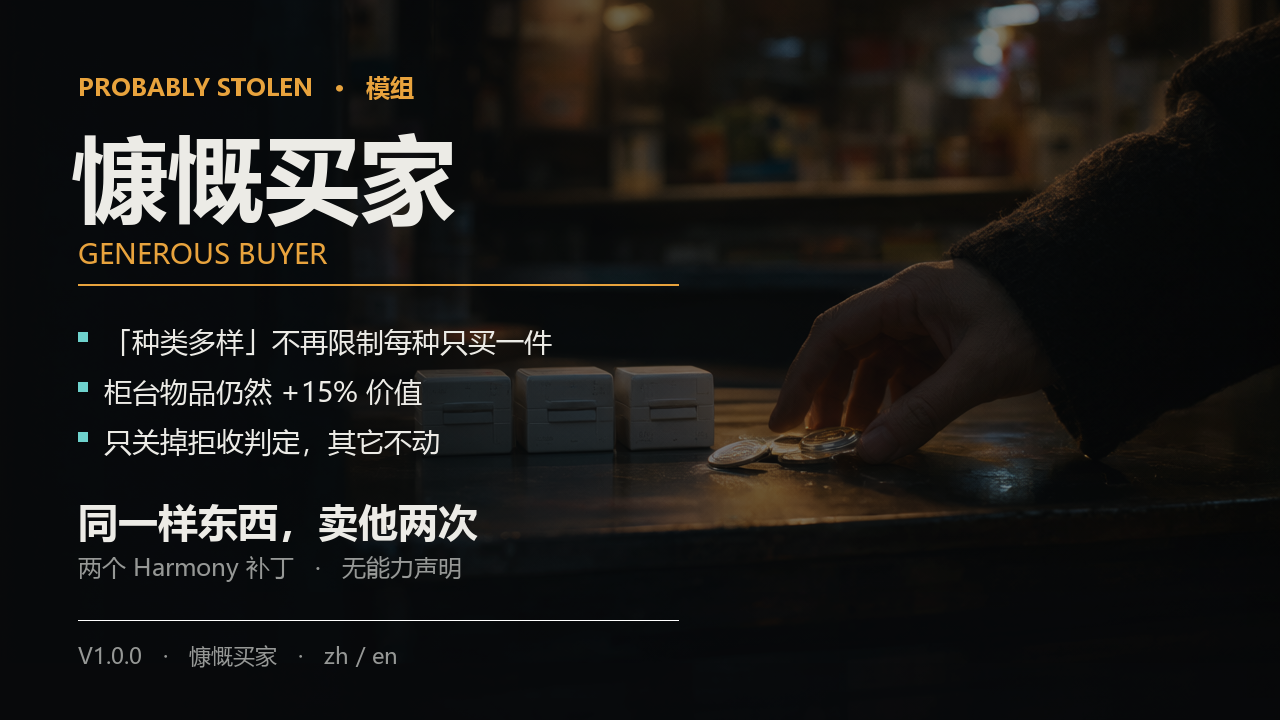 PROBABLY STOLEN · 模组
慷慨买家
GENEROUS BUYER
「种类多样」不再限制每种只买一件
柜台物品仍然 +15% 价值
只关掉拒收判定，其它不动
同一样东西，卖他两次
两个 Harmony 补丁 · 无能力声明
V1.0.0 · 慷慨买家 · zh / en